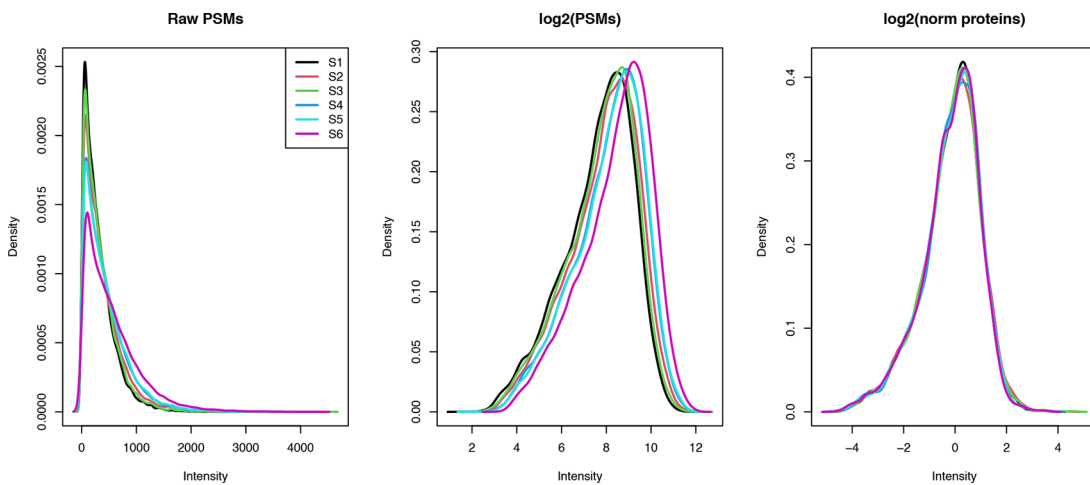 Raw PSMs
Density
0.0000 0.0005 0.0010 0.0015 0.0020 0.0025
S1
S2
S3
S4
S5
S6
0 1000 2000 3000 4000
Intensity
log2(PSMs)
Density
0.00 0.05 0.10 0.15 0.20 0.25 0.30
2 4 6 8 10 12
Intensity
log2(norm proteins)
Density
0.0 0.1 0.2 0.3 0.4
−4 −2 0 2 4
Intensity